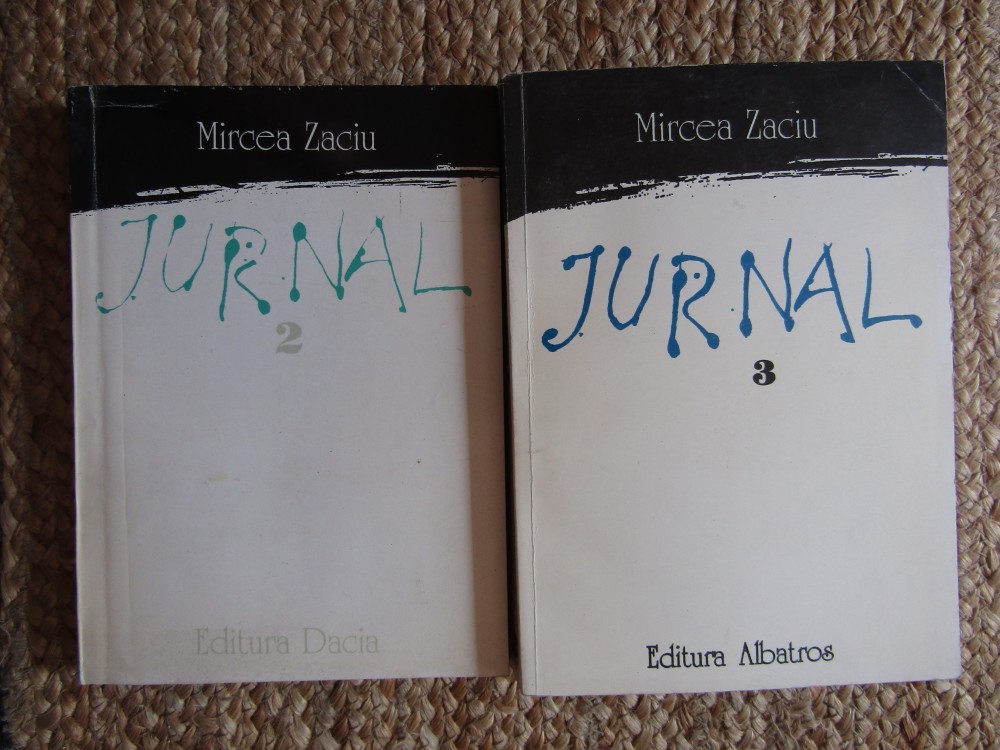 Mircea Zaciu
JURNAL
2
Editura Dacia
Mircea Zaciu
JURNAL
3
Editura Albatros